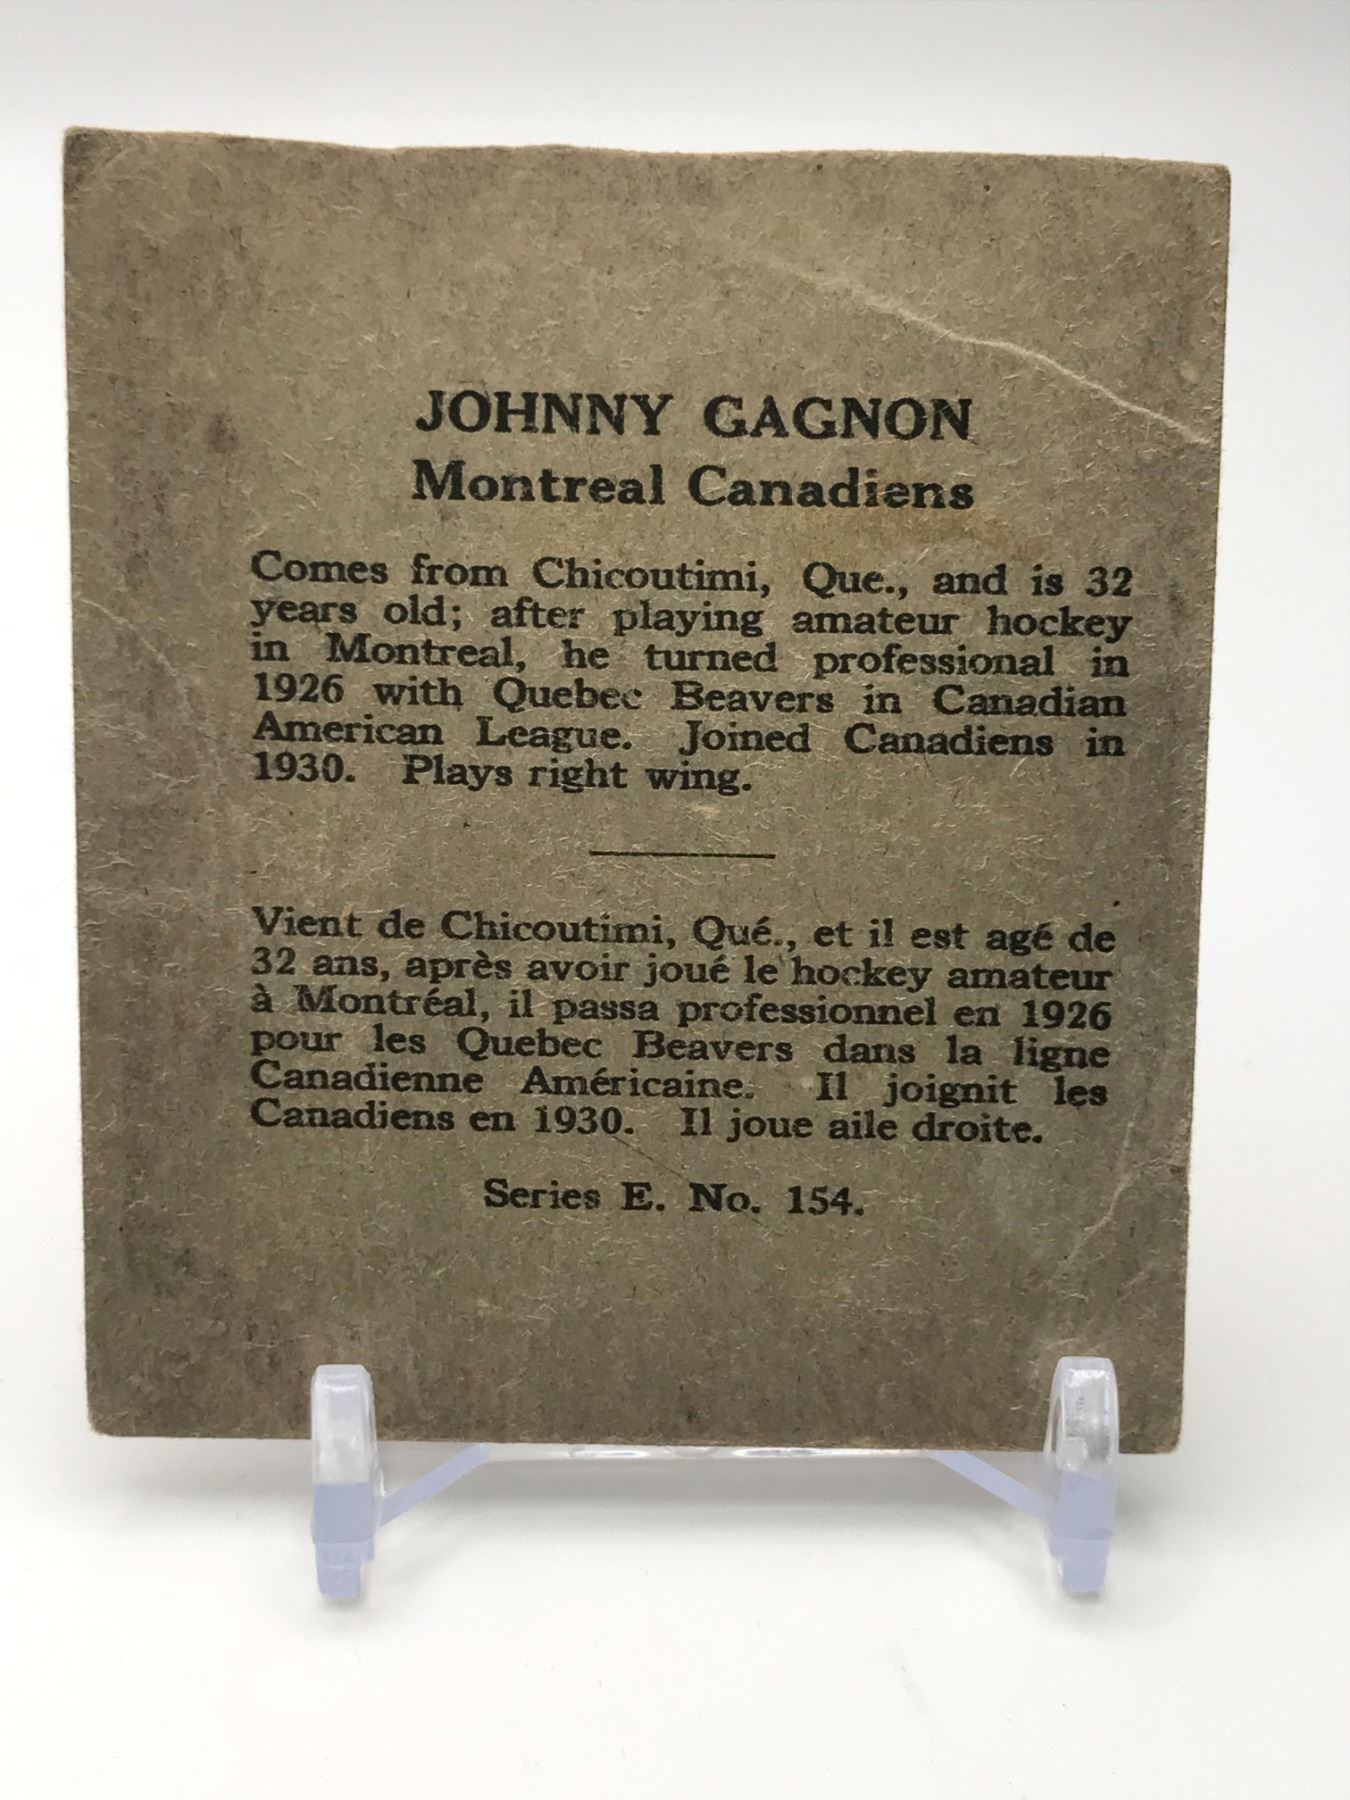 JOHNNY GAGNON
Montreal Canadiens
Comes from Chicoutimi, Que., and is 32
years old; after playing amateur hockey
in Montreal, he turned professional in
1926 with Quebec Beavers in Canadian
American League. Joined Canadiens in
1930. Plays right wing.
Vient de Chicoutimi, Qué., et il est agé de
32 ans, après avoir joué le hockey amateur
à Montréal, il passa professionnel en 1926
pour les Quebec Beavers dans la ligne
Canadienne Américaine. Il joignit les
Canadiens en 1930. Il joue aile droite.
Series E. No. 154.